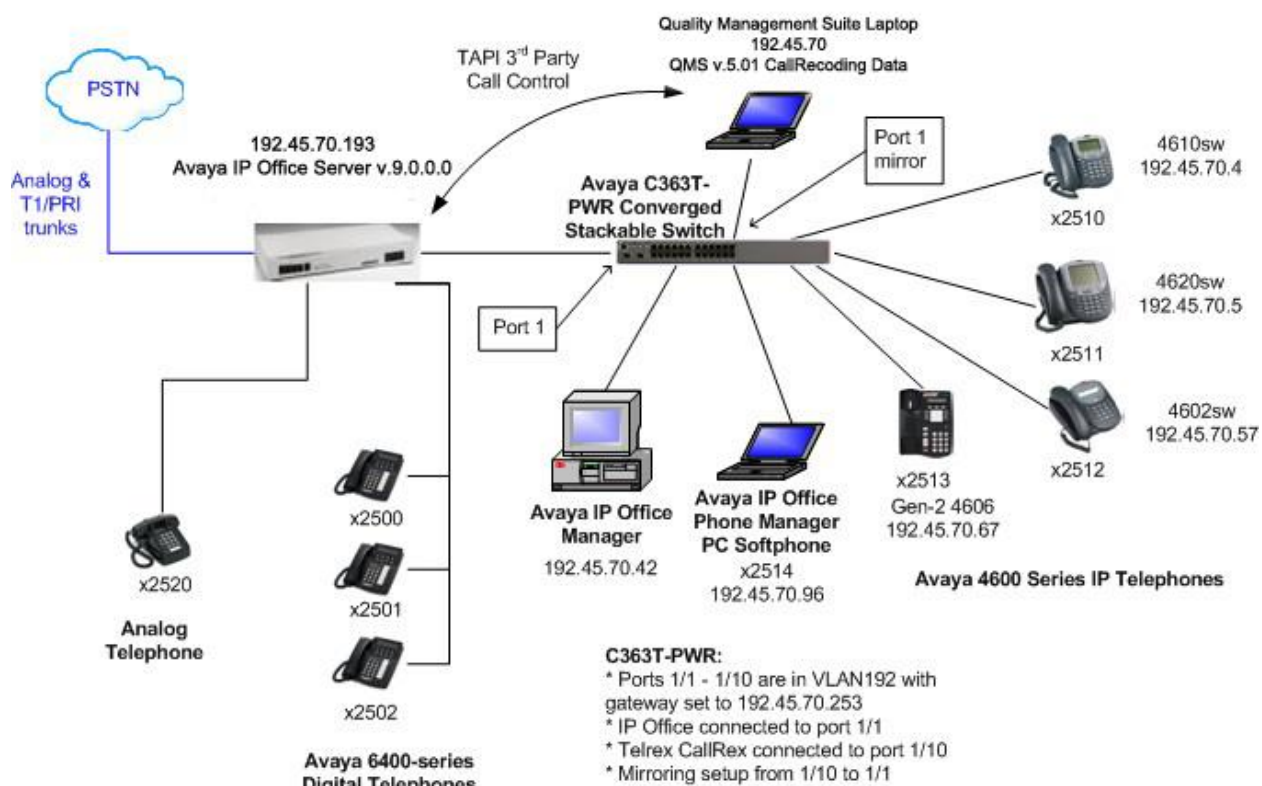 Quality Management Suite Laptop
192.45.70
QMS v.5.01 CallRecoding Data
TAPI 3rd Party
Call Control
PSTN
192.45.70.193
Avaya IP Office Server v.9.0.0.0
Analog &
T1/PRI
trunks
Avaya C363T-
PWR Converged
Stackable Switch
Port 1
mirror
4610sw
192.45.70.4
x2510
Port 1
4620sw
192.45.70.5
x2511
4602sw
192.45.70.57
x2512
x2513
Gen-2 4606
192.45.70.67
Avaya IP Office
Manager
192.45.70.42
Avaya IP Office
Phone Manager
PC Softphone
x2514
192.45.70.96
Avaya 4600 Series IP Telephones
x2500
x2501
x2502
x2520
Analog
Telephone
Avaya 6400-series
Digital Telephones
C363T-PWR:
* Ports 1/1 - 1/10 are in VLAN192 with
gateway set to 192.45.70.253
* IP Office connected to port 1/1
* Telrex CallRex connected to port 1/10
* Mirroring setup from 1/10 to 1/1